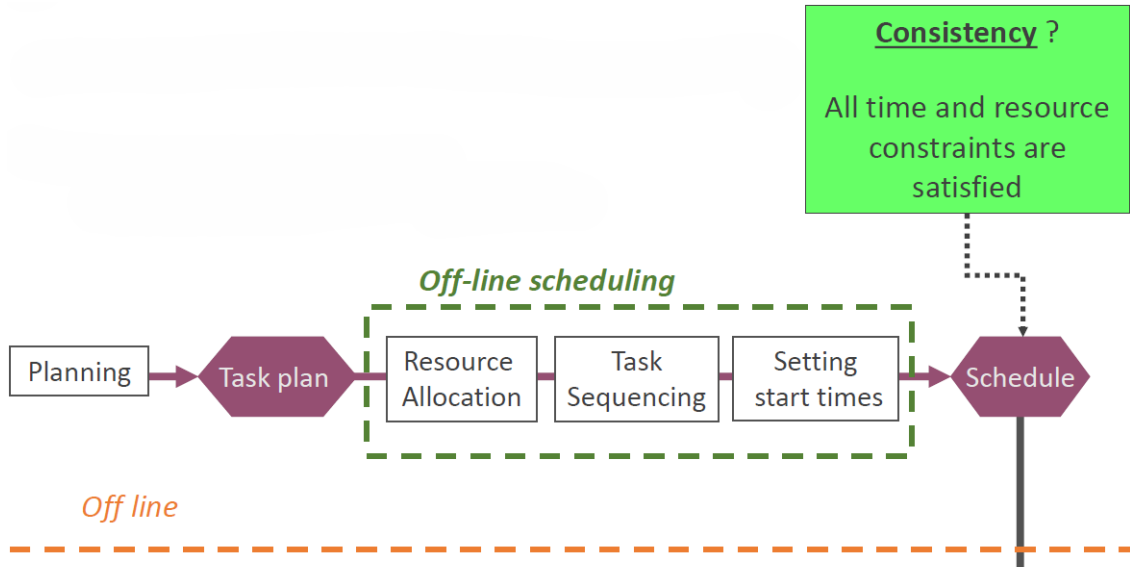 Consistency ?
All time and resource
constraints are
satisfied
Off-line scheduling
Planning
Task plan
Resource
Allocation
Task
Sequencing
Setting
start times
Schedule
Off line